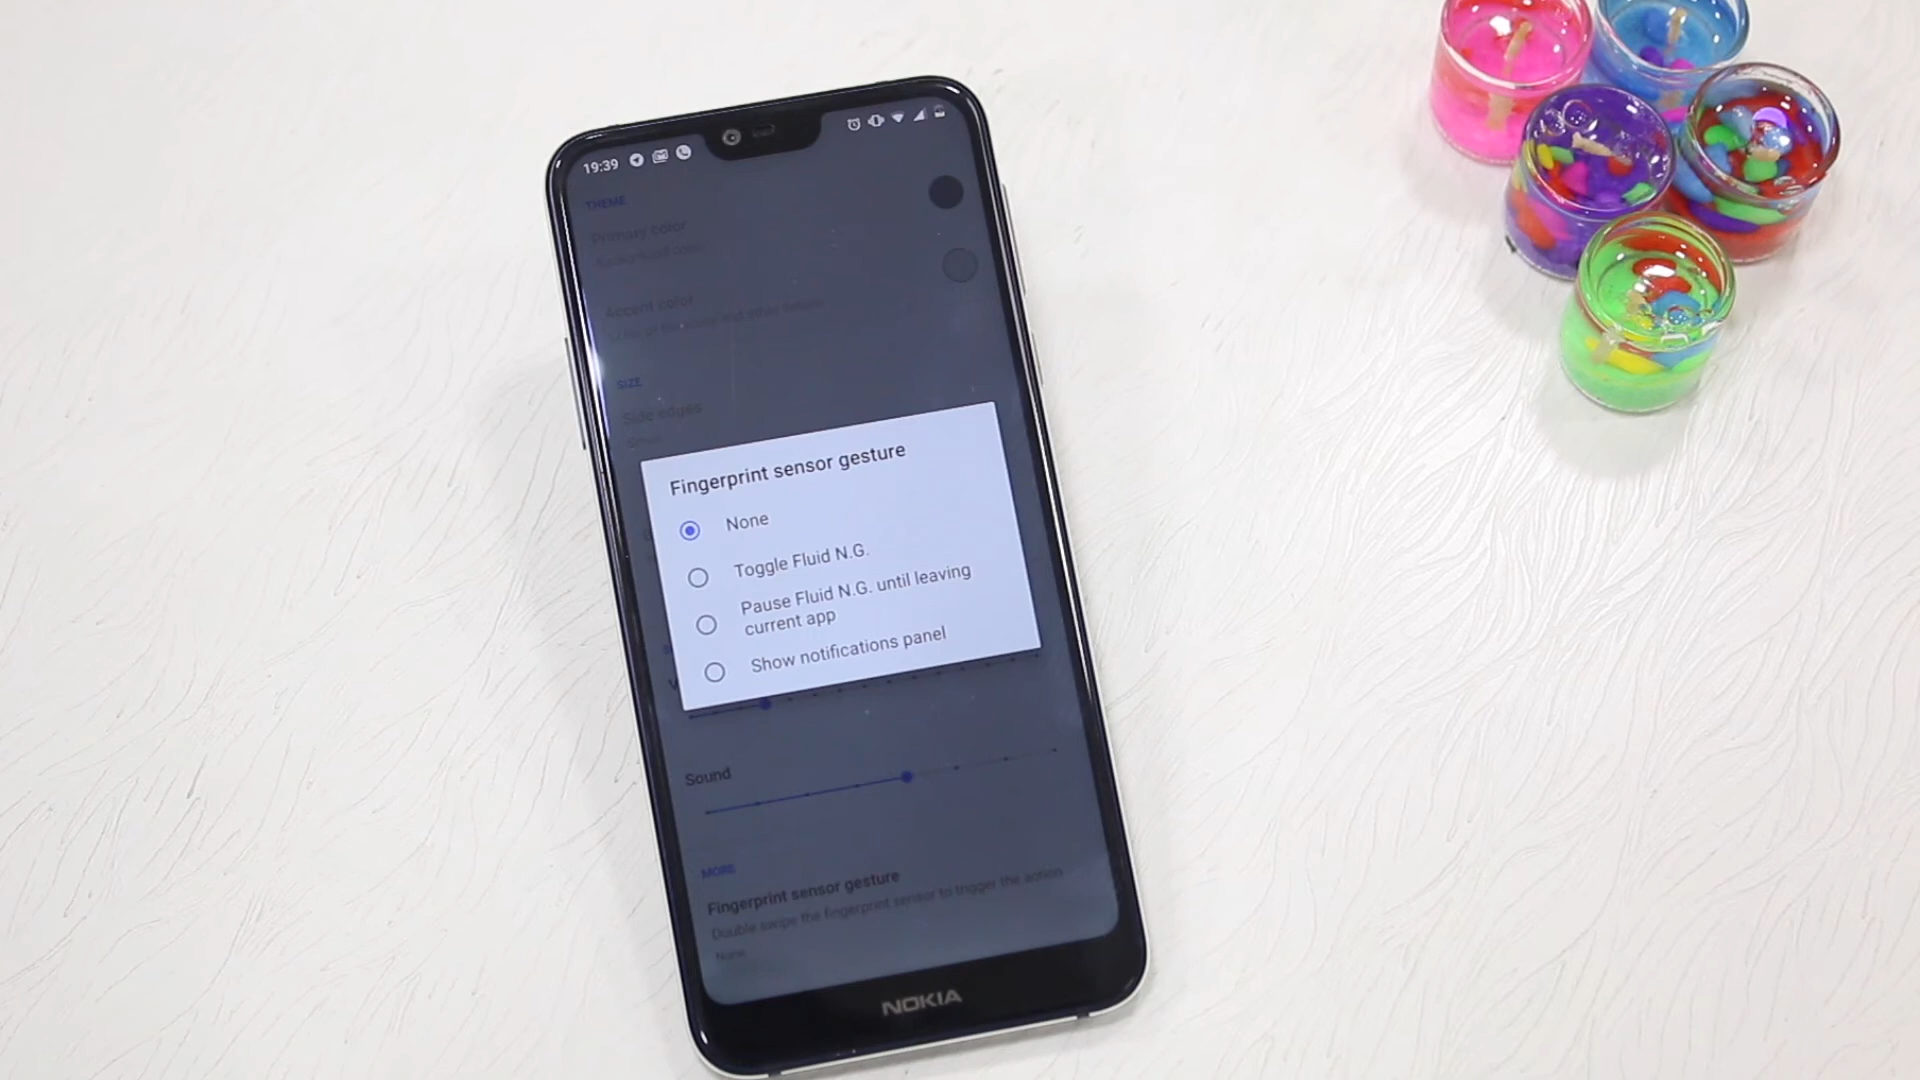 19:39
THEME
Primary color
Accent color
SIZE
Side edges
Fingerprint sensor gesture
None
Toggle Fluid N.G.
Pause Fluid N.G. until leaving
current app
Show notifications panel
Sound
MORE
Fingerprint sensor gesture
Double swipe the fingerprint sensor to trigger the action
None
NOKIA